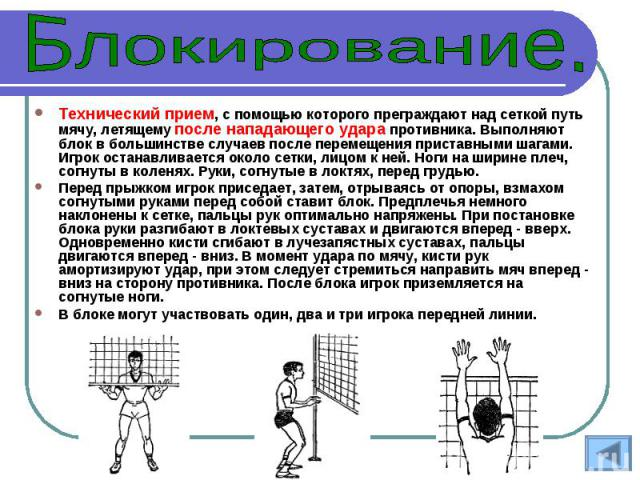 Блокирование.
Технический прием, с помощью которого преграждают над сеткой путь
мячу, летящему после нападающего удара противника. Выполняют
блок в большинстве случаев после перемещения приставными шагами.
Игрок останавливается около сетки, лицом к ней. Ноги на ширине плеч,
согнуты в коленях. Руки, согнутые в локтях, перед грудью.
Перед прыжком игрок приседает, затем, отрываясь от опоры, взмахом
согнутыми руками перед собой ставит блок. Предплечья немного
наклонены к сетке, пальцы рук оптимально напряжены. При постановке
блока руки разгибают в локтевых суставах и двигаются вперед - вверх.
Одновременно кисти сгибают в лучезапястных суставах, пальцы
двигаются вперед - вниз. В момент удара по мячу, кисти рук
амортизируют удар, при этом следует стремиться направить мяч вперед -
вниз на сторону противника. После блока игрок приземляется на
согнутые ноги.
В блоке могут участвовать один, два и три игрока передней линии.
.ru